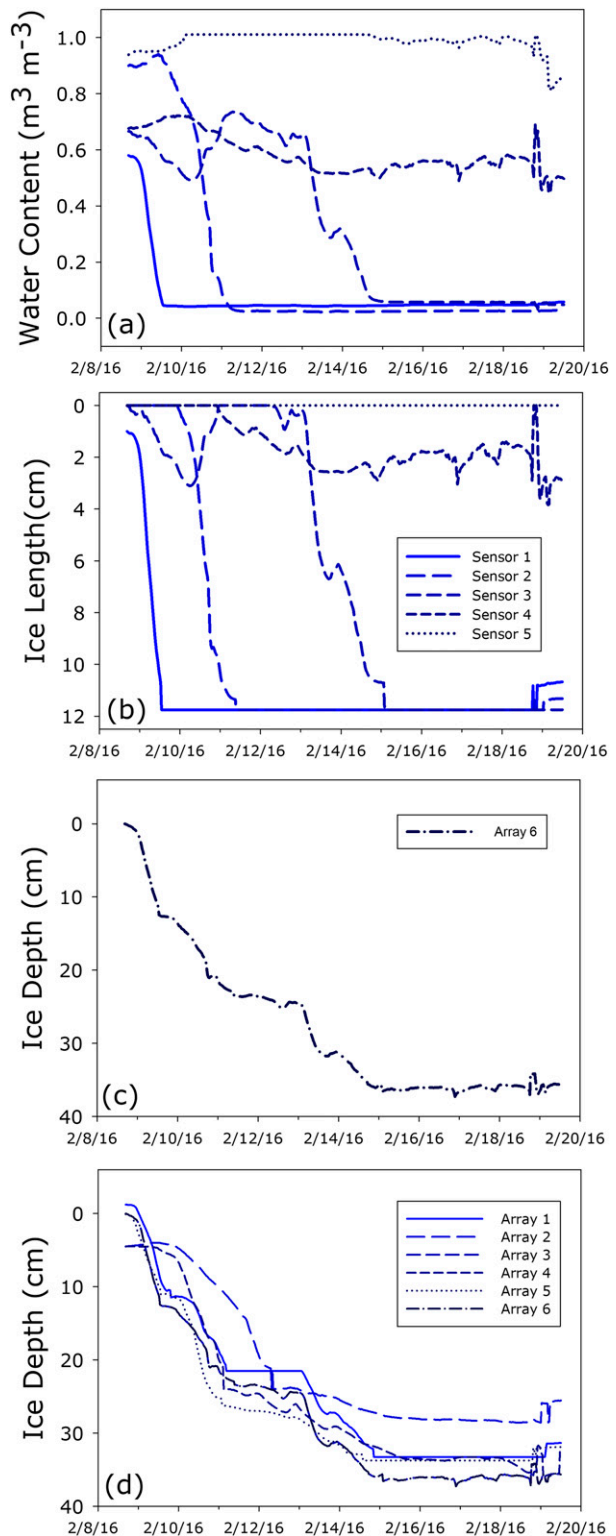 Water Content (m3 m-3)
1.0
0.8
0.6
0.4
0.2
0.0
(a)
2/8/16 2/10/16 2/12/16 2/14/16 2/16/16 2/18/16 2/20/16
Ice Length(cm)
0
2
4
6
8
10
12
Sensor 1
Sensor 2
Sensor 3
Sensor 4
Sensor 5
(b)
2/8/16 2/10/16 2/12/16 2/14/16 2/16/16 2/18/16 2/20/16
Ice Depth (cm)
0
10
20
30
40
Array 6
(c)
2/8/16 2/10/16 2/12/16 2/14/16 2/16/16 2/18/16 2/20/16
Ice Depth (cm)
0
10
20
30
40
Array 1
Array 2
Array 3
Array 4
Array 5
Array 6
(d)
2/8/16 2/10/16 2/12/16 2/14/16 2/16/16 2/18/16 2/20/16